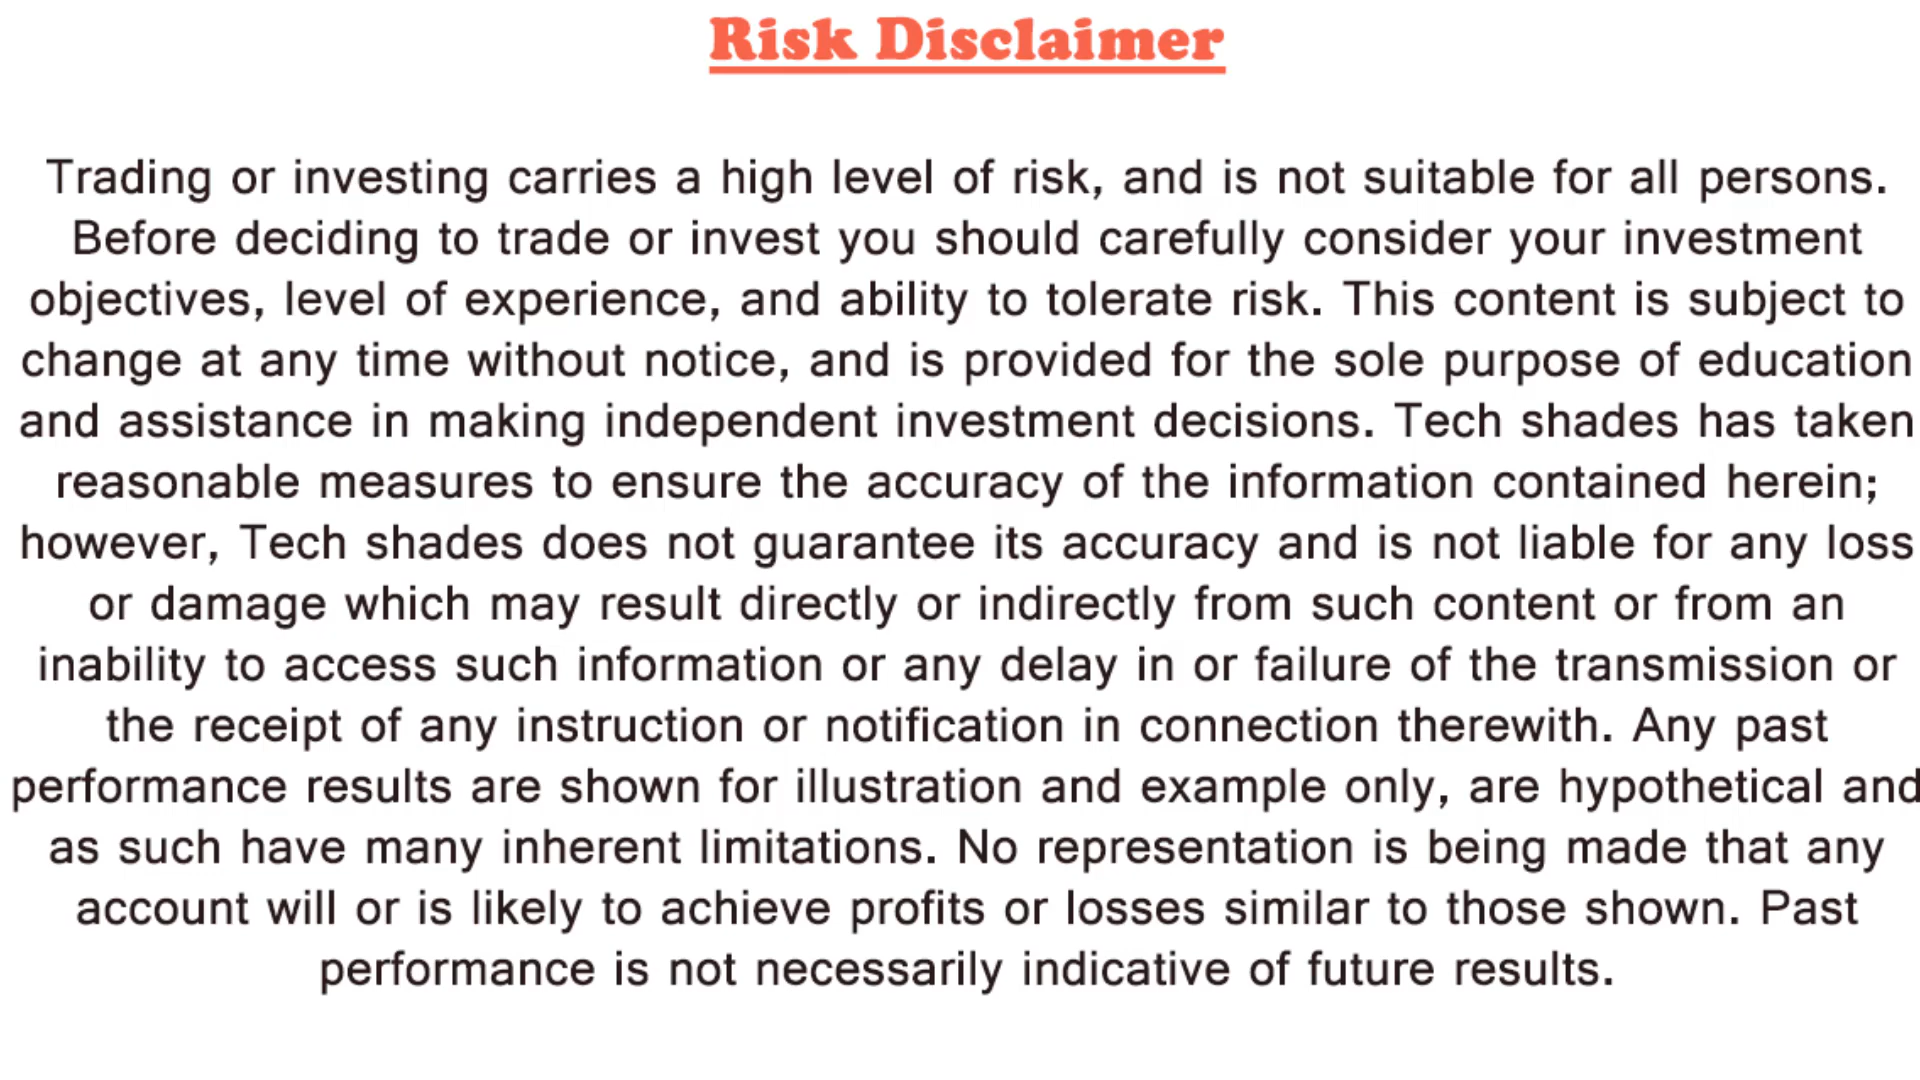 Risk Disclaimer
Trading or investing carries a high level of risk, and is not suitable for all persons.
Before deciding to trade or invest you should carefully consider your investment
objectives, level of experience, and ability to tolerate risk. This content is subject to
change at any time without notice, and is provided for the sole purpose of education
and assistance in making independent investment decisions. Tech shades has taken
reasonable measures to ensure the accuracy of the information contained herein;
however, Tech shades does not guarantee its accuracy and is not liable for any loss
or damage which may result directly or indirectly from such content or from an
inability to access such information or any delay in or failure of the transmission or
the receipt of any instruction or notification in connection therewith. Any past
performance results are shown for illustration and example only, are hypothetical and
as such have many inherent limitations. No representation is being made that any
account will or is likely to achieve profits or losses similar to those shown. Past
performance is not necessarily indicative of future results.